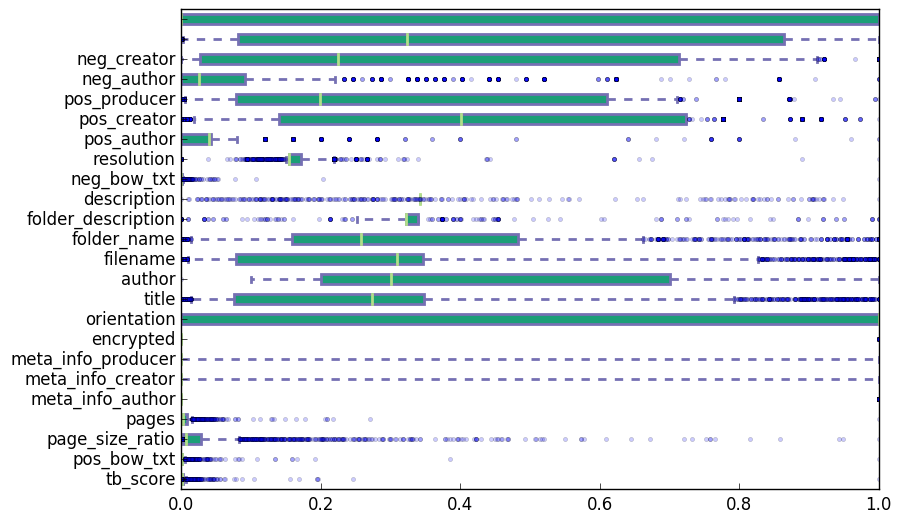 neg_creator
neg_author
pos_producer
pos_creator
pos_author
resolution
neg_bow_txt
description
folder_description
folder_name
filename
author
title
orientation
encrypted
meta_info_producer
meta_info_creator
meta_info_author
pages
page_size_ratio
pos_bow_txt
tb_score
0.0 0.2 0.4 0.6 0.8 1.0